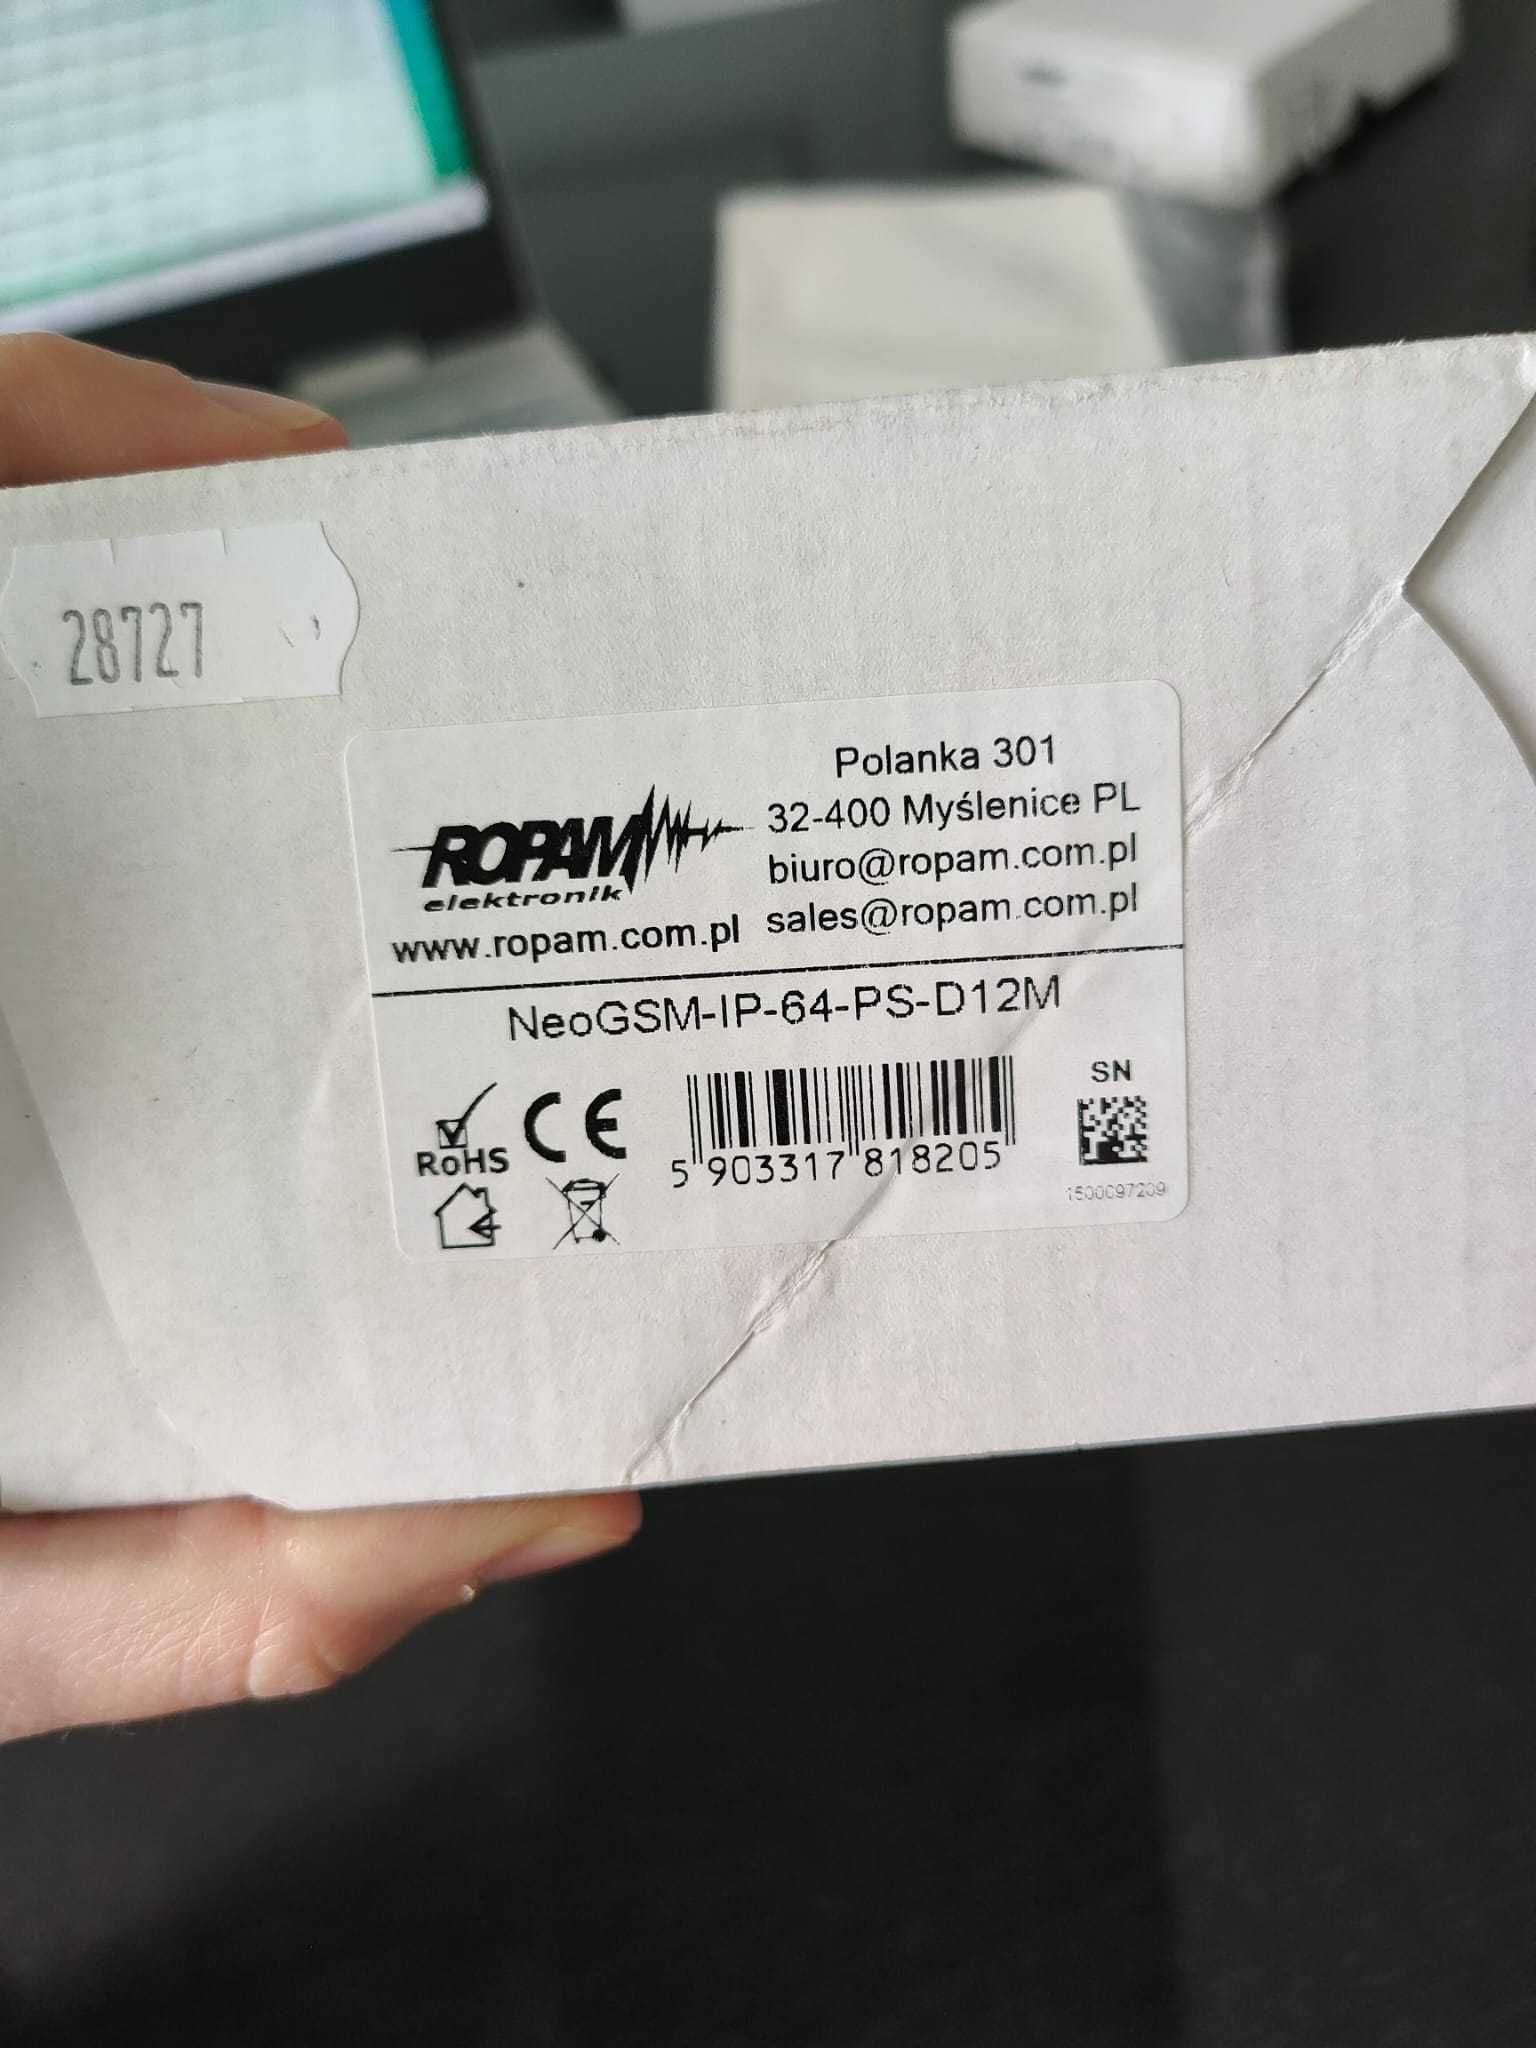 28727
ROPAM
elektronik
www.ropam.com.pl
Polanka 301
32-400 Myślenice PL
biuro@ropam.com.pl
sales@ropam.com.pl
NeoGSM-IP-64-PS-D12M
RoHS
CE
5 903317 818205
SN
1500097209